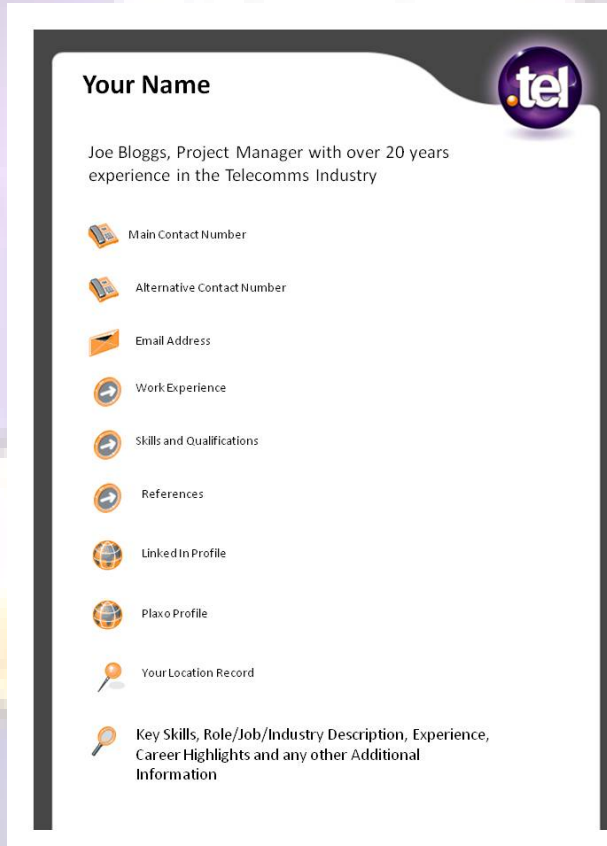 Your Name
.tel
Joe Bloggs, Project Manager with over 20 years
experience in the Telecomms Industry
Main Contact Number
Alternative Contact Number
Email Address
Work Experience
Skills and Qualifications
References
Linked In Profile
Plaxo Profile
Your Location Record
Key Skills, Role/Job/Industry Description, Experience,
Career Highlights and any other Additional
Information